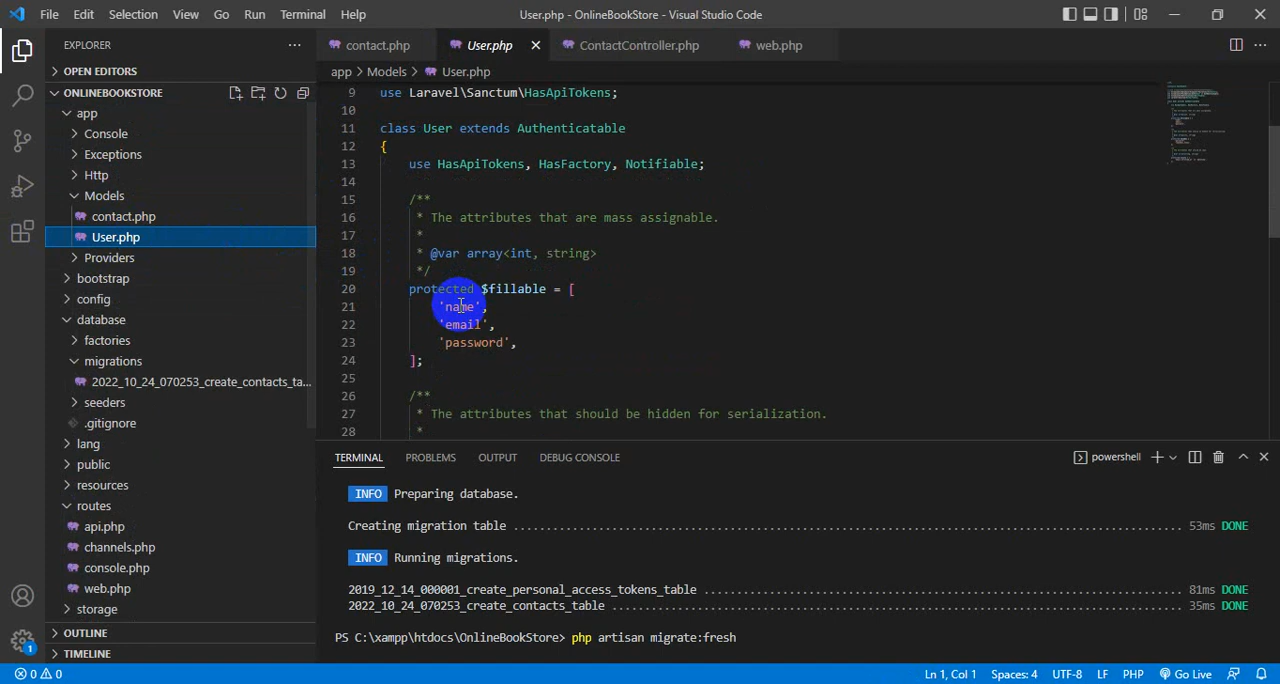 File Edit Selection View Go Run Terminal Help User.php - OnlineBookStore - Visual Studio Code
EXPLORER
OPEN EDITORS
ONLINEBOOKSTORE
app
Console
Exceptions
Http
Models
contact.php
User.php
Providers
bootstrap
config
database
factories
migrations
2022_10_24_070253_create_contacts_ta...
seeders
.gitignore
lang
public
resources
routes
api.php
channels.php
console.php
web.php
storage
OUTLINE
TIMELINE
1
contact.php User.php ContactController.php web.php
app > Models > User.php
9 use Laravel\Sanctum\HasApiTokens;
10
11 class User extends Authenticatable
12 {
13 use HasApiTokens, HasFactory, Notifiable;
14
15 /**
16 * The attributes that are mass assignable.
17 *
18 * @var array<int, string>
19 */
20 protected $fillable = [
21 'name',
22 'email',
23 'password',
24 ];
25
26 /**
27 * The attributes that should be hidden for serialization.
28 *
TERMINAL PROBLEMS OUTPUT DEBUG CONSOLE powershell
INFO Preparing database.
Creating migration table ........................................ 53ms DONE
INFO Running migrations.
2019_12_14_000001_create_personal_access_tokens_table ........................................ 81ms DONE
2022_10_24_070253_create_contacts_table ........................................ 35ms DONE
PS C:\xampp\htdocs\OnlineBookStore> php artisan migrate:fresh
0 0 Ln 1, Col 1 Spaces: 4 UTF-8 LF PHP Go Live